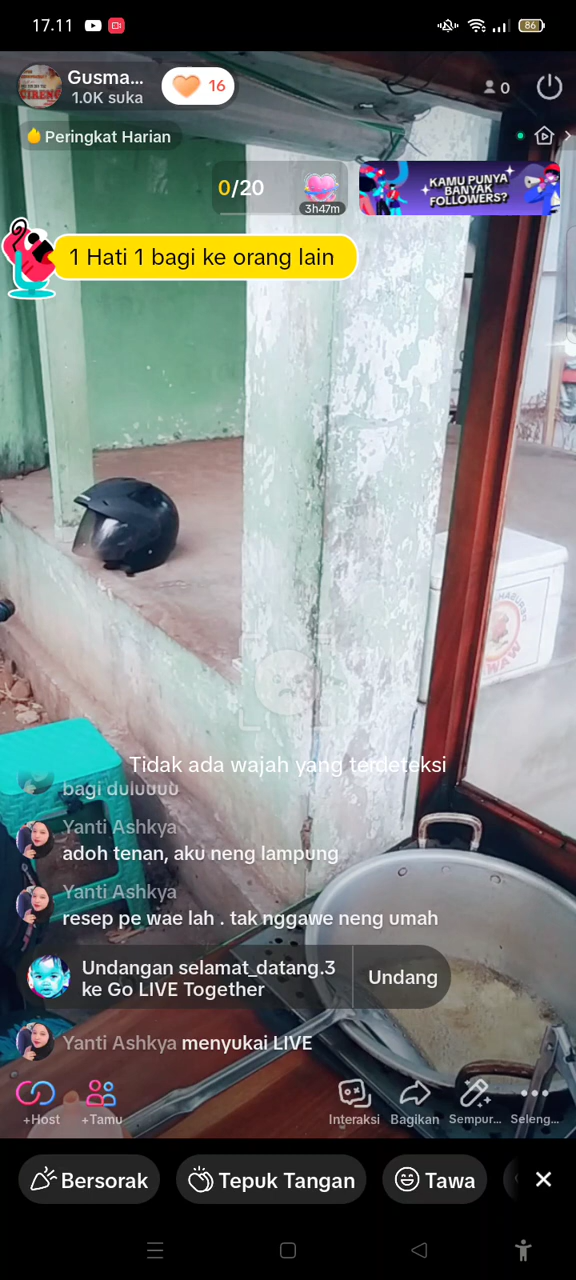 17.11
86
Gusma...
1.0K suka
16
0
CIRENG
Peringkat Harian
0/20
3h47m
KAMU PUNYA
BANYAK
FOLLOWERS?
1 Hati 1 bagi ke orang lain
Tidak ada wajah yang terdeteksi
bagi duluuuu
Yanti Ashkya
adoh tenan, aku neng lampung
Yanti Ashkya
resep pe wae lah . tak nggawe neng umah
Undangan selamat_datang.3
ke Go LIVE Together
Undang
Yanti Ashkya menyukai LIVE
+Host
+Tamu
Interaksi
Bagikan
Sempur...
Seleng...
Bersorak
Tepuk Tangan
Tawa